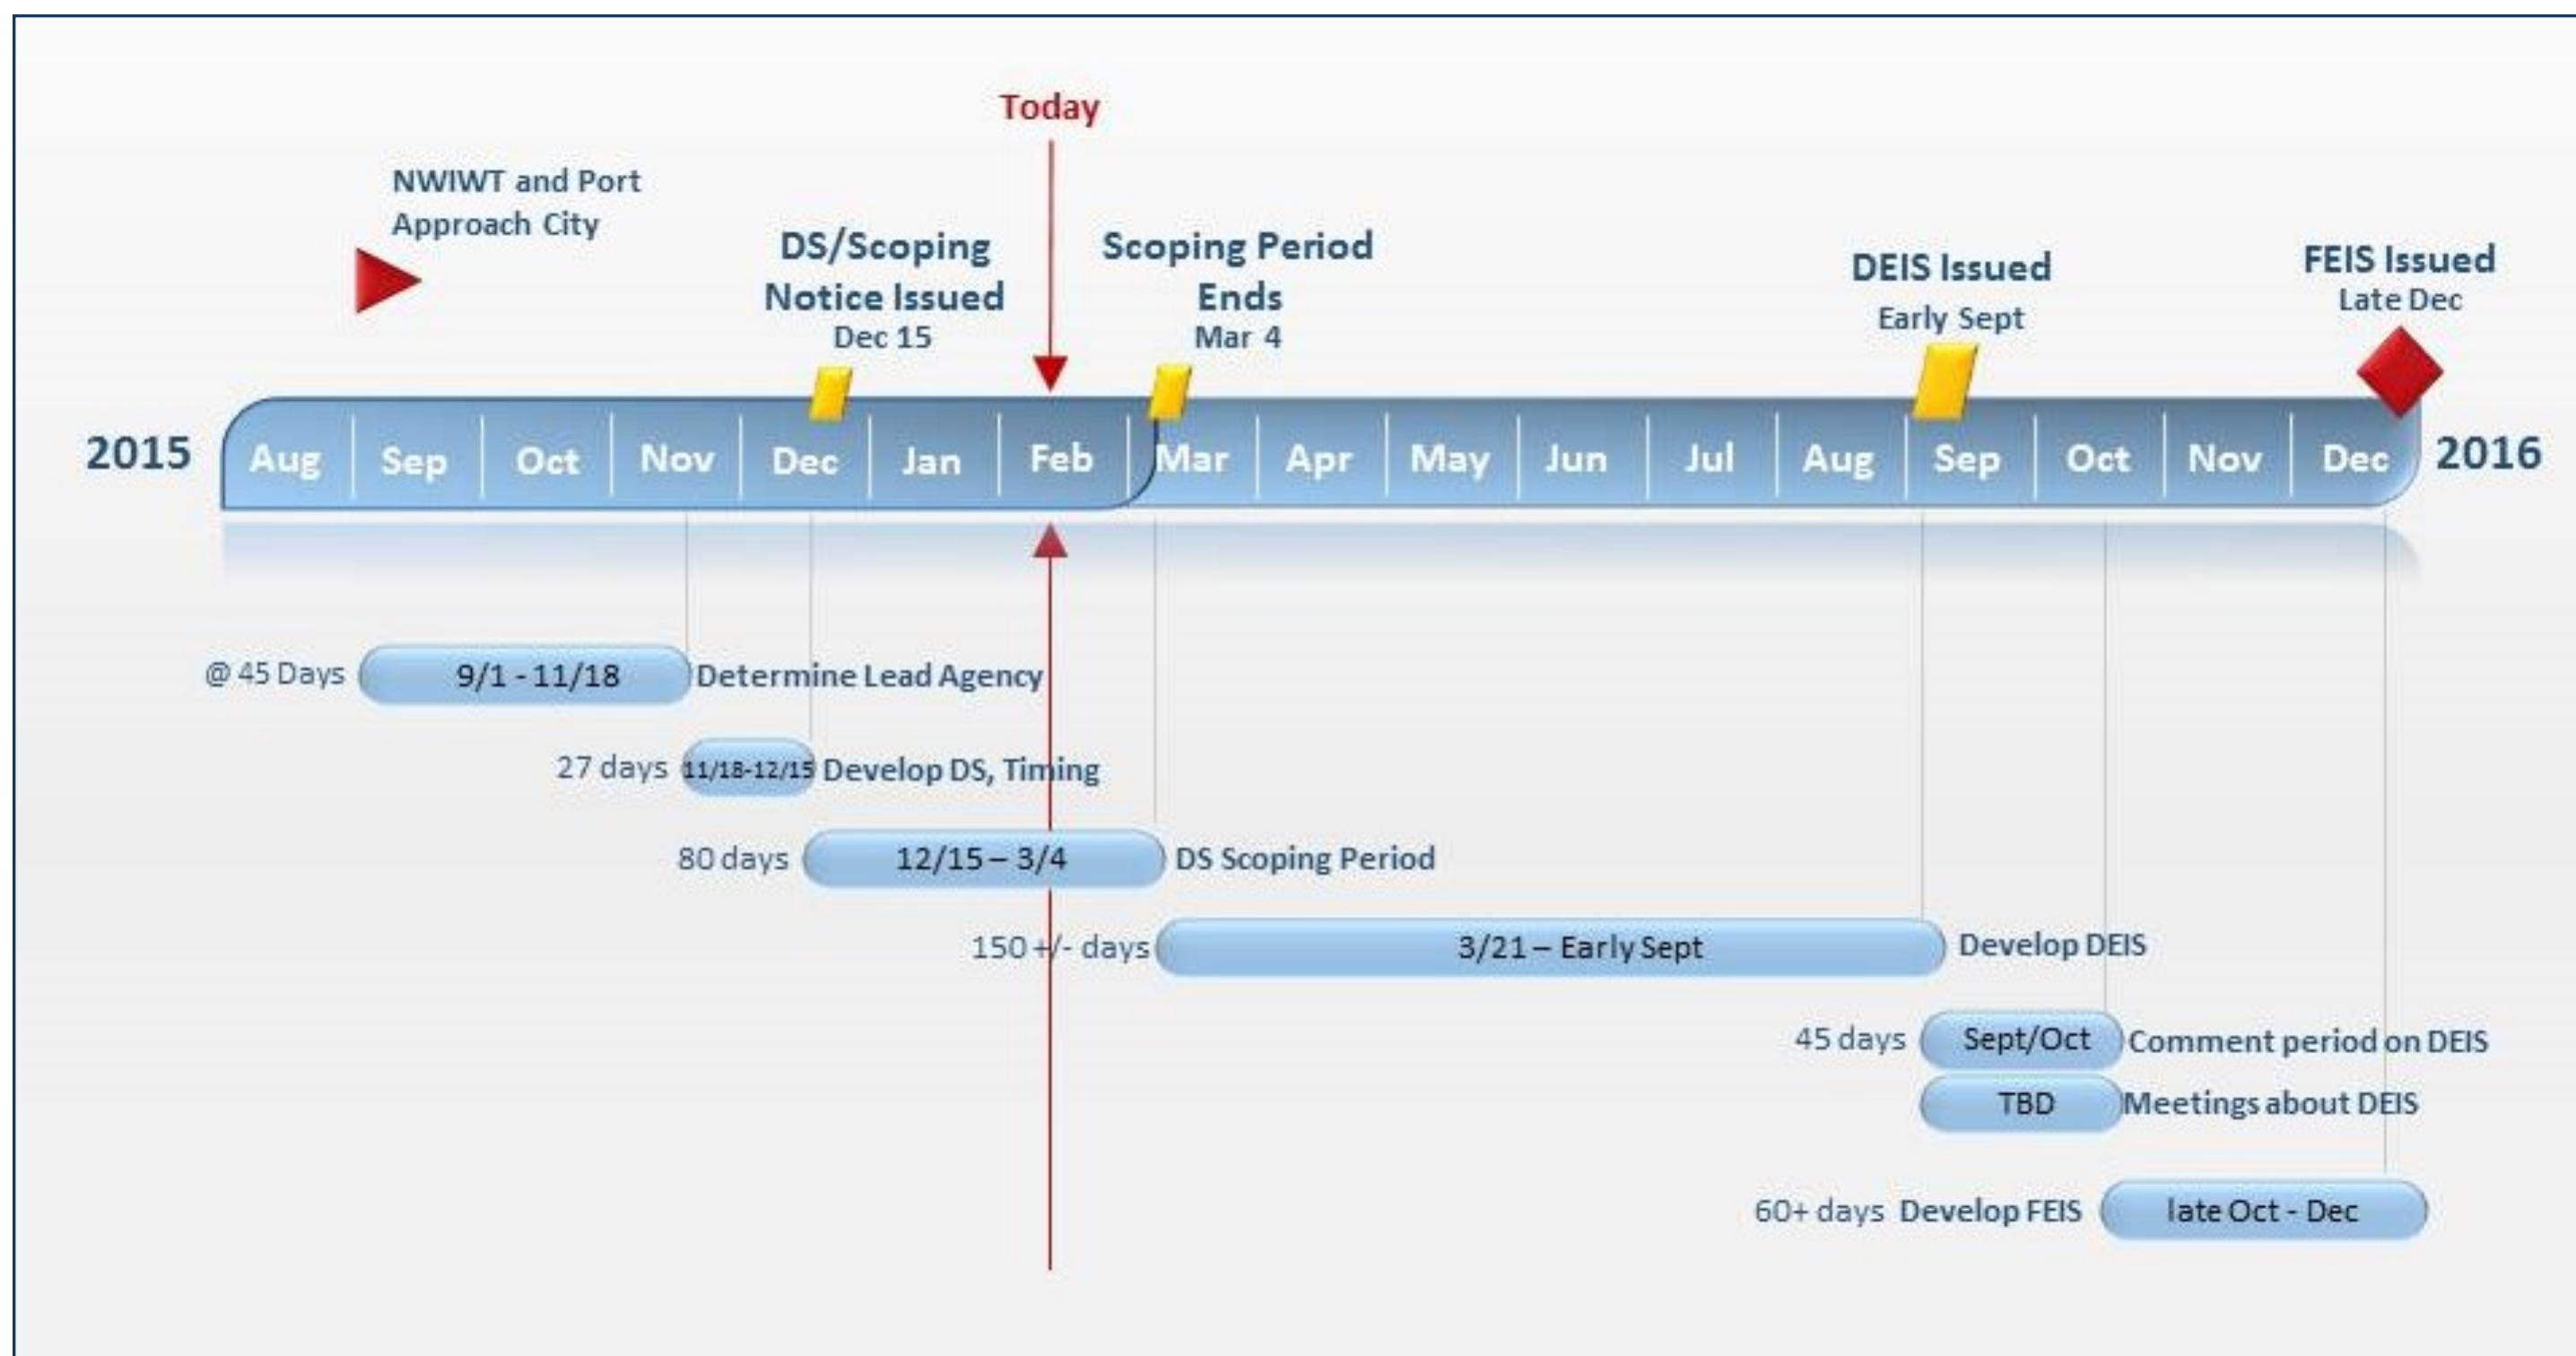 Today
NWIWT and Port
Approach City
DS/Scoping
Notice Issued
Dec 15
Scoping Period
Ends
Mar 4
DEIS Issued
Early Sept
FEIS Issued
Late Dec
2015 Aug Sep Oct Nov Dec Jan Feb Mar Apr May Jun Jul Aug Sep Oct Nov Dec 2016
@ 45 Days 9/1 - 11/18 Determine Lead Agency
27 days 11/18-12/15 Develop DS, Timing
80 days 12/15 – 3/4 DS Scoping Period
150 +/- days 3/21 – Early Sept Develop DEIS
45 days Sept/Oct Comment period on DEIS
TBD Meetings about DEIS
60+ days Develop FEIS late Oct - Dec